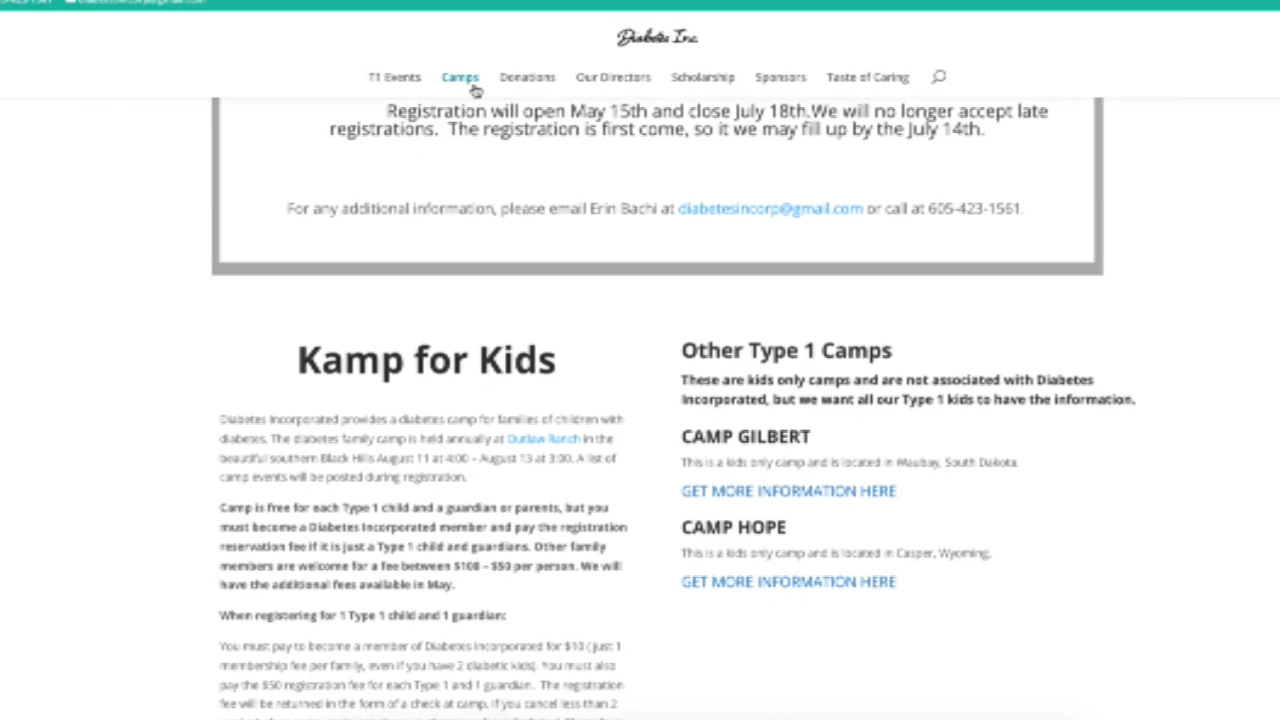 Diabetes Inc.
T1 Events Camps Donations Our Directors Scholarship Sponsors Taste of Caring
Registration will open May 15th and close July 18th.We will no longer accept late
registrations. The registration is first come, so it we may fill up by the July 14th.
For any additional information, please email Erin Bachi at diabetesincorp@gmail.com or call at 605-423-1561.
Kamp for Kids
Diabetes Incorporated provides a diabetes camp for families of children with
diabetes. The diabetes family camp is held annually at Outlaw Ranch in the
beautiful southern Black Hills August 11 at 4:00 – August 13 at 3:00. A list of
camp events will be posted during registration.
Camp is free for each Type 1 child and a guardian or parents, but you
must become a Diabetes Incorporated member and pay the registration
reservation fee if it is just a Type 1 child and guardians. Other family
members are welcome for a fee between $100 – $50 per person. We will
have the additional fees available in May.
When registering for 1 Type 1 child and 1 guardian:
You must pay to become a member of Diabetes Incorporated for $10 ( just 1
membership fee per family, even if you have 2 diabetic kids). You must also
pay the $50 registration fee for each Type 1 and 1 guardian. The registration
fee will be returned in the form of a check at camp. If you cancel less than 2
Other Type 1 Camps
These are kids only camps and are not associated with Diabetes
Incorporated, but we want all our Type 1 kids to have the information.
CAMP GILBERT
This is a kids only camp and is located in Waubay, South Dakota.
GET MORE INFORMATION HERE
CAMP HOPE
This is a kids only camp and is located in Casper, Wyoming.
GET MORE INFORMATION HERE